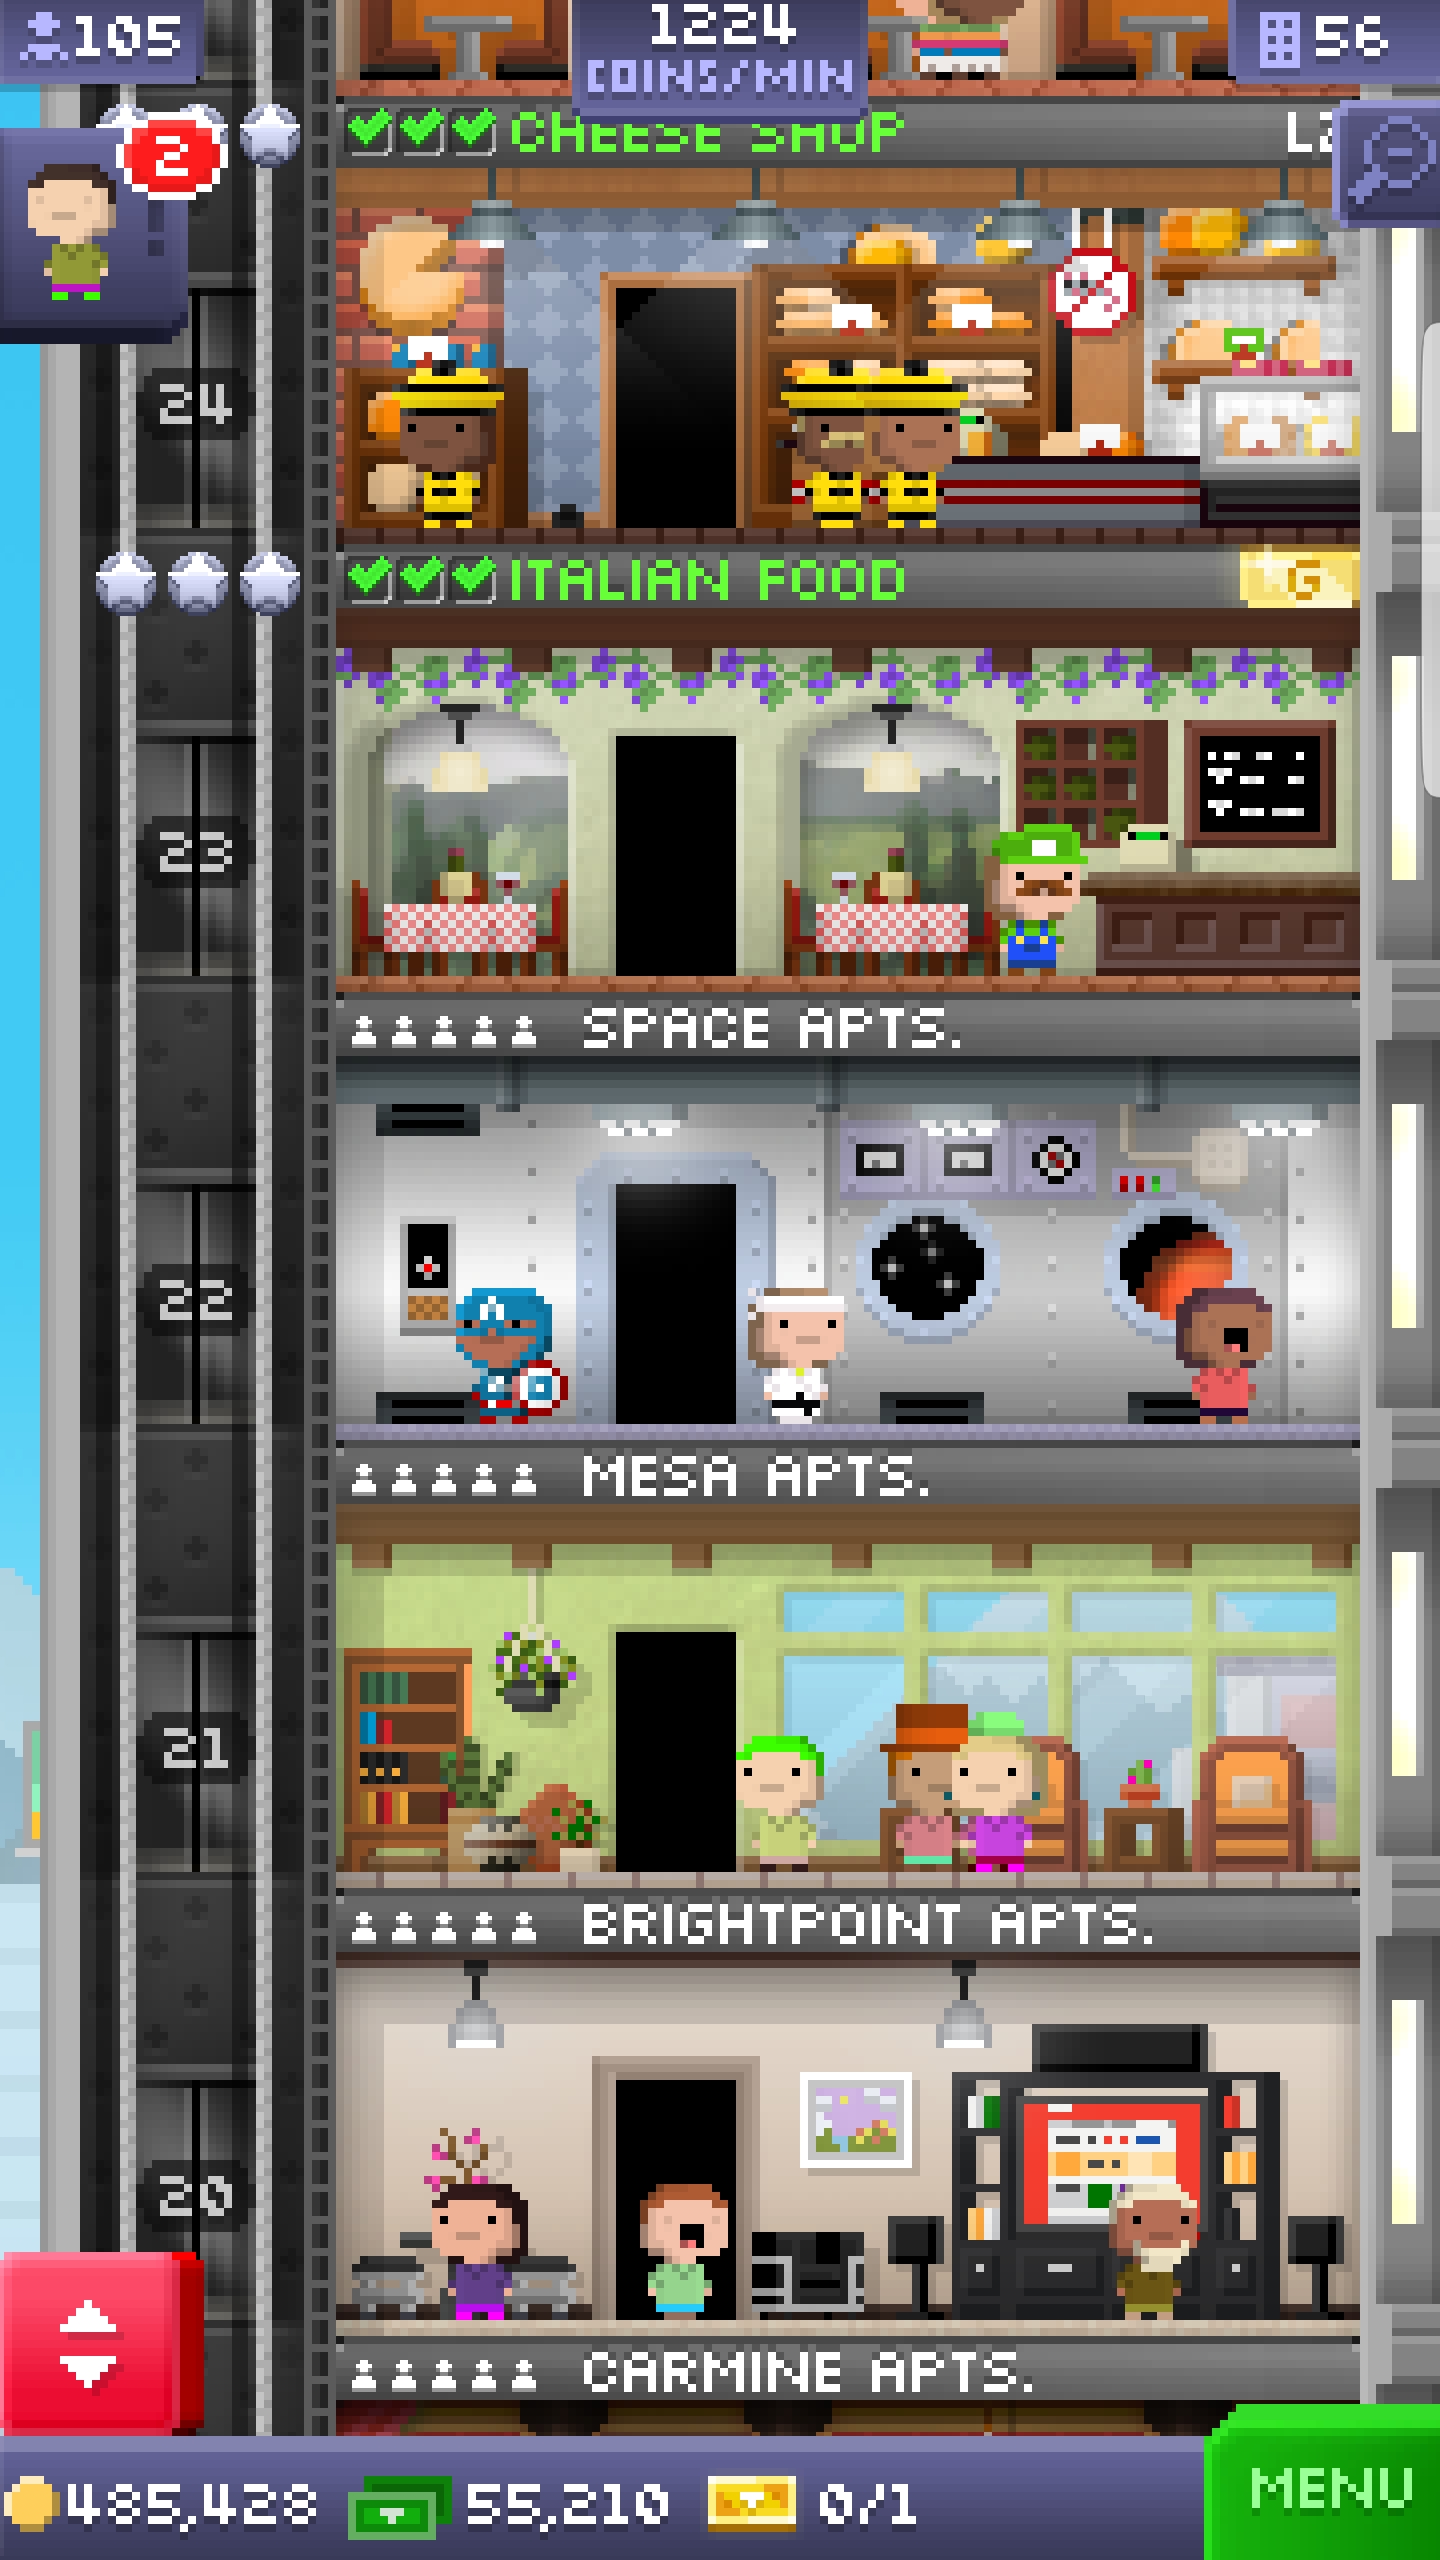 105
1224
COINS/MIN
56
2
CHEESE SHOP
24
ITALIAN FOOD
G
23
SPACE APTS.
22
A
MESA APTS.
21
BRIGHTPOINT APTS.
20
CARMINE APTS.
485,428
55,210
0/1
MENU